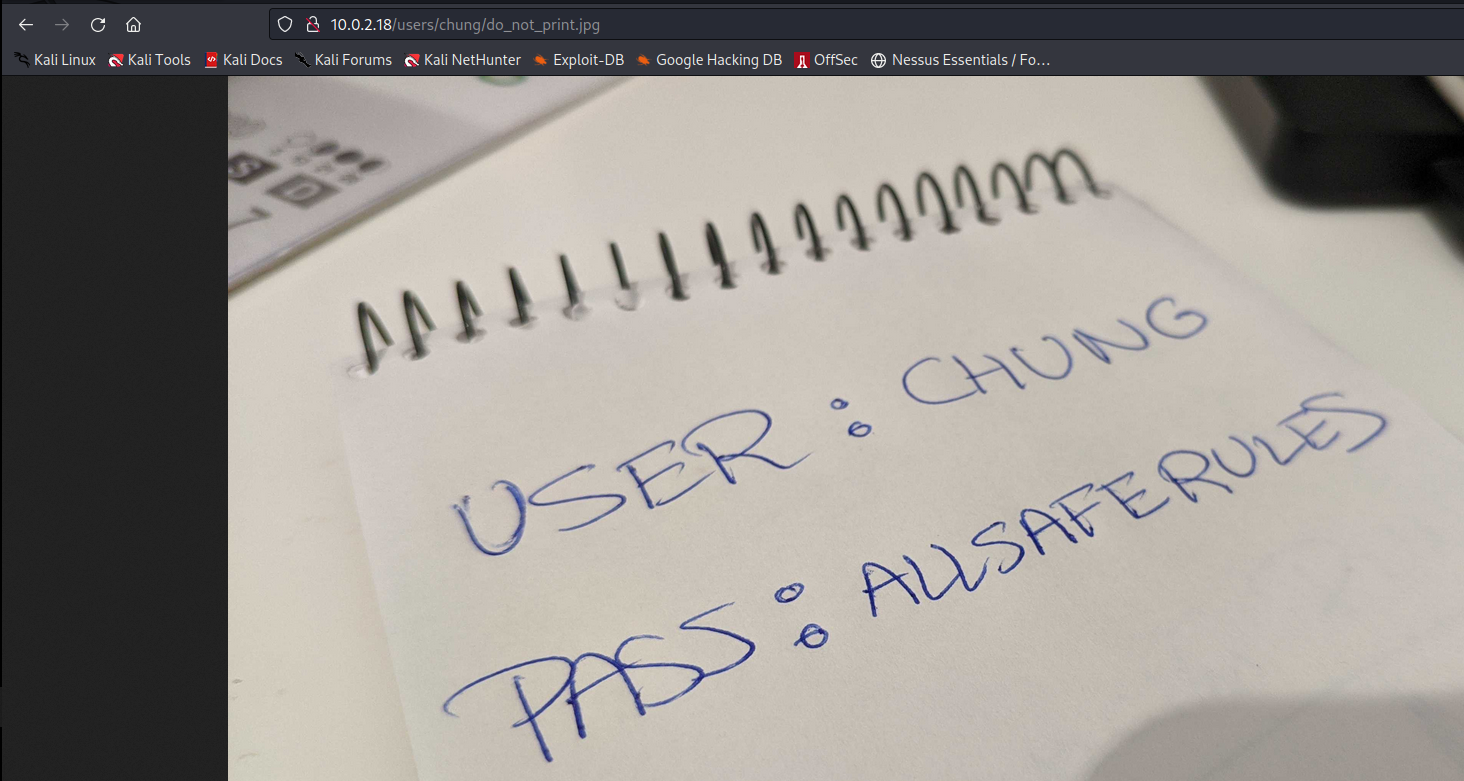 10.0.2.18/users/chung/do_not_print.jpg
Kali Linux Kali Tools Kali Docs Kali Forums Kali NetHunter Exploit-DB Google Hacking DB OffSec Nessus Essentials / Fo...
S
D
USER : CHUNG
PASS : ALLSAFERULES